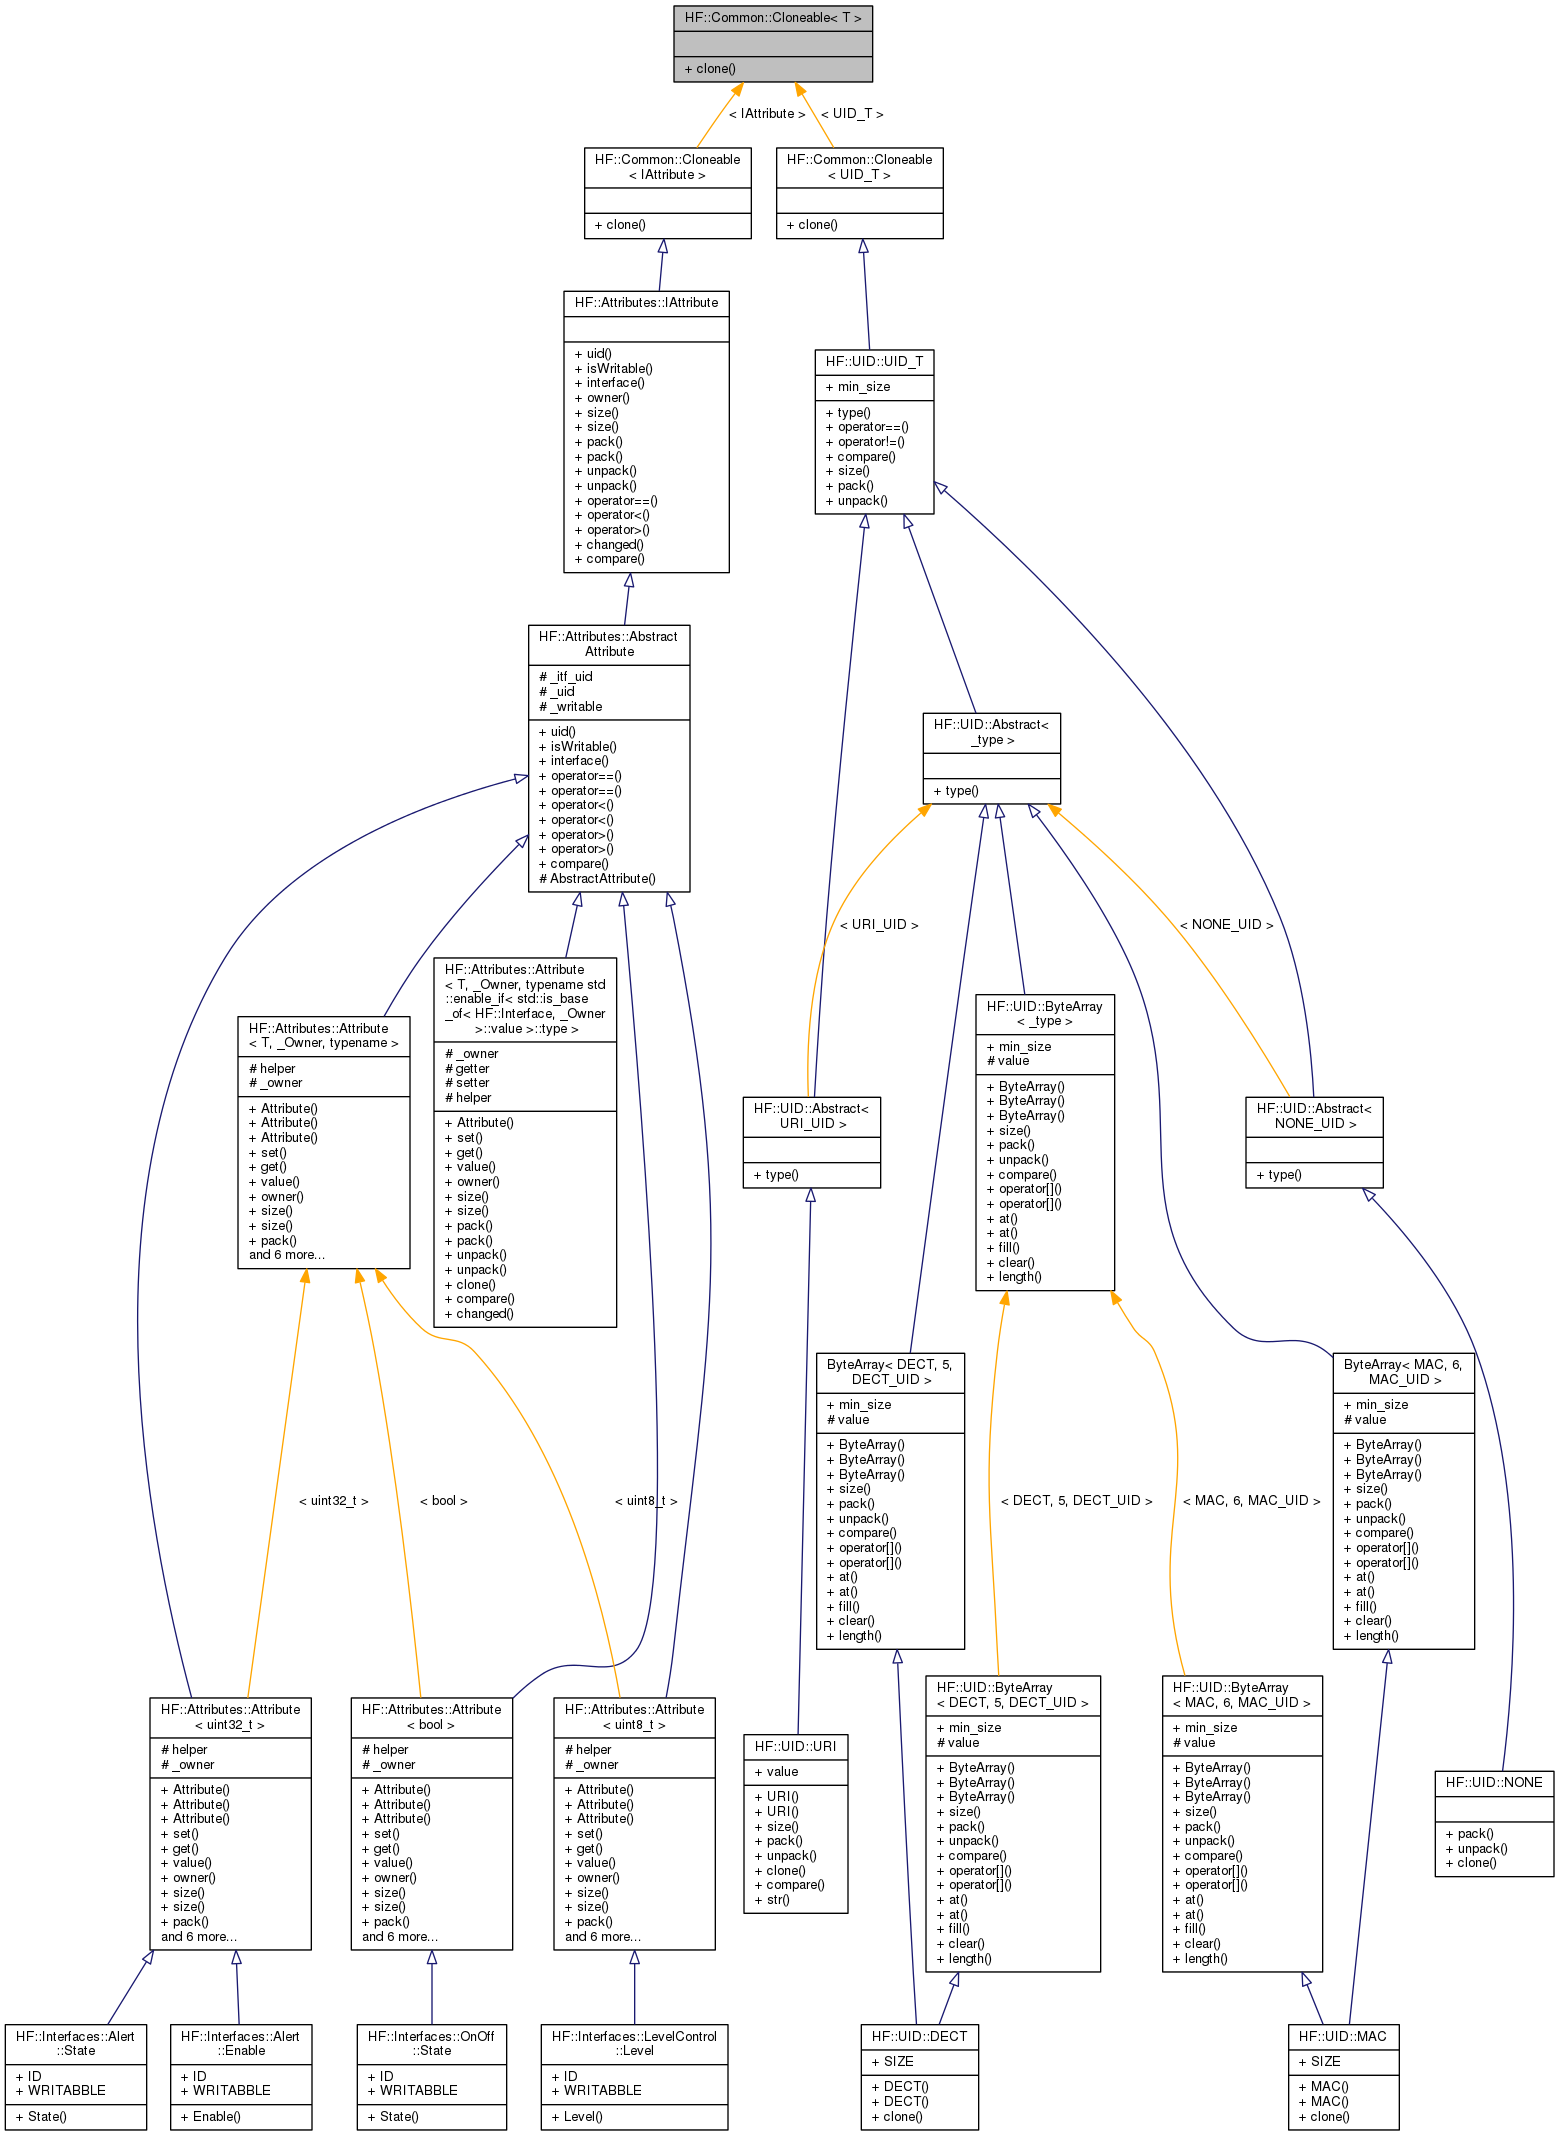 HF::Common::Cloneable< T >
+ clone()
< IAttribute >
< UID_T >
HF::Common::Cloneable
< IAttribute >
+ clone()
HF::Common::Cloneable
< UID_T >
+ clone()
HF::Attributes::IAttribute
+ uid()
+ isWritable()
+ interface()
+ owner()
+ size()
+ size()
+ pack()
+ pack()
+ unpack()
+ unpack()
+ operator==()
+ operator<()
+ operator>()
+ changed()
+ compare()
HF::UID::UID_T
+ min_size
+ type()
+ operator==()
+ operator!=()
+ compare()
+ size()
+ pack()
+ unpack()
HF::Attributes::Abstract
Attribute
# _itf_uid
# _uid
# _writable
+ uid()
+ isWritable()
+ interface()
+ operator==()
+ operator==()
+ operator<()
+ operator<()
+ operator>()
+ operator>()
+ compare()
# AbstractAttribute()
HF::UID::Abstract<
_type >
+ type()
< URI_UID >
< NONE_UID >
HF::Attributes::Attribute
< T, _Owner, typename >
# helper
# _owner
+ Attribute()
+ Attribute()
+ Attribute()
+ set()
+ get()
+ value()
+ owner()
+ size()
+ size()
+ pack()
and 6 more...
HF::Attributes::Attribute
< T, _Owner, typename std
::enable_if< std::is_base
_of< HF::Interface, _Owner
>::value >::type >
# _owner
# getter
# setter
# helper
+ Attribute()
+ set()
+ get()
+ value()
+ owner()
+ size()
+ size()
+ pack()
+ pack()
+ unpack()
+ unpack()
+ clone()
+ compare()
+ changed()
HF::UID::Abstract<
URI_UID >
+ type()
HF::UID::ByteArray
< _type >
+ min_size
# value
+ ByteArray()
+ ByteArray()
+ ByteArray()
+ size()
+ pack()
+ unpack()
+ compare()
+ operator[]()
+ operator[]()
+ at()
+ at()
+ fill()
+ clear()
+ length()
HF::UID::Abstract<
NONE_UID >
+ type()
ByteArray< DECT, 5,
DECT_UID >
+ min_size
# value
+ ByteArray()
+ ByteArray()
+ ByteArray()
+ size()
+ pack()
+ unpack()
+ compare()
+ operator[]()
+ operator[]()
+ at()
+ at()
+ fill()
+ clear()
+ length()
ByteArray< MAC, 6,
MAC_UID >
+ min_size
# value
+ ByteArray()
+ ByteArray()
+ ByteArray()
+ size()
+ pack()
+ unpack()
+ compare()
+ operator[]()
+ operator[]()
+ at()
+ at()
+ fill()
+ clear()
+ length()
< uint32_t >
< bool >
< uint8_t >
< DECT, 5, DECT_UID >
< MAC, 6, MAC_UID >
HF::Attributes::Attribute
< uint32_t >
# helper
# _owner
+ Attribute()
+ Attribute()
+ Attribute()
+ set()
+ get()
+ value()
+ owner()
+ size()
+ size()
+ pack()
and 6 more...
HF::Attributes::Attribute
< bool >
# helper
# _owner
+ Attribute()
+ Attribute()
+ Attribute()
+ set()
+ get()
+ value()
+ owner()
+ size()
+ size()
+ pack()
and 6 more...
HF::Attributes::Attribute
< uint8_t >
# helper
# _owner
+ Attribute()
+ Attribute()
+ Attribute()
+ set()
+ get()
+ value()
+ owner()
+ size()
+ size()
+ pack()
and 6 more...
HF::UID::URI
+ value
+ URI()
+ URI()
+ size()
+ pack()
+ unpack()
+ clone()
+ compare()
+ str()
HF::UID::ByteArray
< DECT, 5, DECT_UID >
+ min_size
# value
+ ByteArray()
+ ByteArray()
+ ByteArray()
+ size()
+ pack()
+ unpack()
+ compare()
+ operator[]()
+ operator[]()
+ at()
+ at()
+ fill()
+ clear()
+ length()
HF::UID::ByteArray
< MAC, 6, MAC_UID >
+ min_size
# value
+ ByteArray()
+ ByteArray()
+ ByteArray()
+ size()
+ pack()
+ unpack()
+ compare()
+ operator[]()
+ operator[]()
+ at()
+ at()
+ fill()
+ clear()
+ length()
HF::UID::NONE
+ pack()
+ unpack()
+ clone()
HF::Interfaces::Alert
::State
+ ID
+ WRITABBLE
+ State()
HF::Interfaces::Alert
::Enable
+ ID
+ WRITABBLE
+ Enable()
HF::Interfaces::OnOff
::State
+ ID
+ WRITABBLE
+ State()
HF::Interfaces::LevelControl
::Level
+ ID
+ WRITABBLE
+ Level()
HF::UID::DECT
+ SIZE
+ DECT()
+ DECT()
+ clone()
HF::UID::MAC
+ SIZE
+ MAC()
+ MAC()
+ clone()